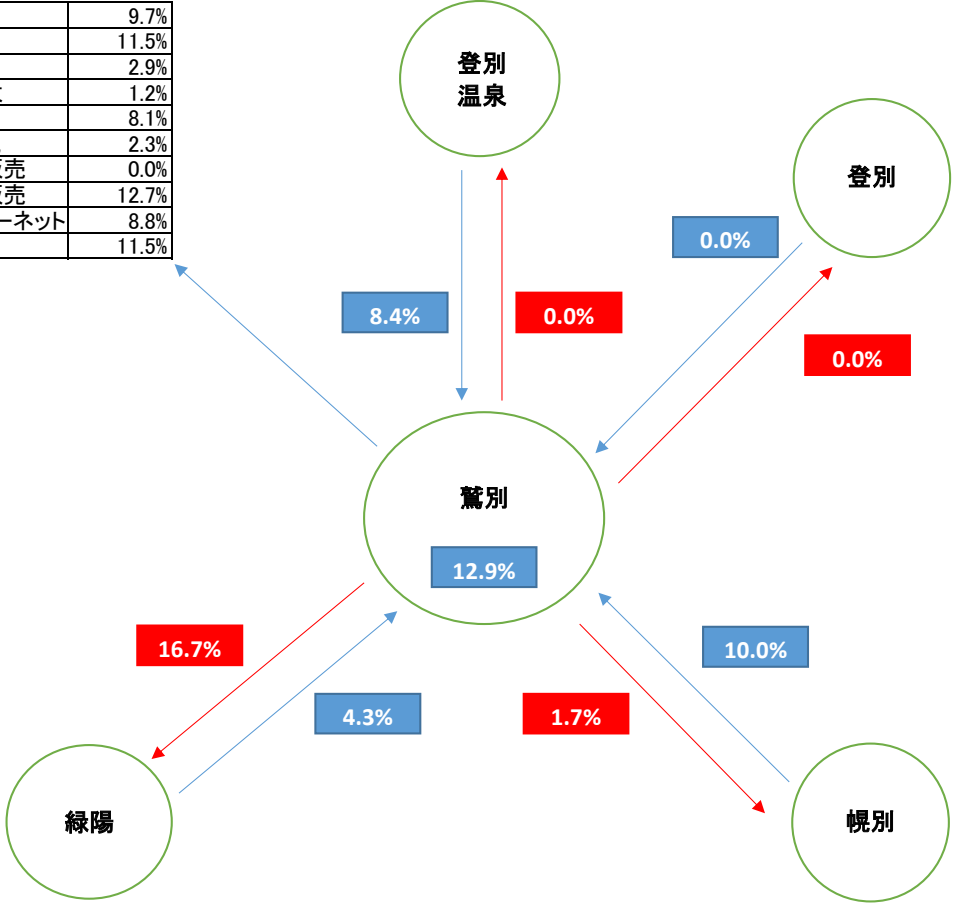 9.7%
11.5%
2.9%
1.2%
8.1%
2.3%
売 0.0%
売 12.7%
ーネット 8.8%
11.5%
登別
温泉
登別
0.0%
8.4%
0.0%
0.0%
鷲別
12.9%
16.7%
10.0%
4.3%
1.7%
緑陽
幌別